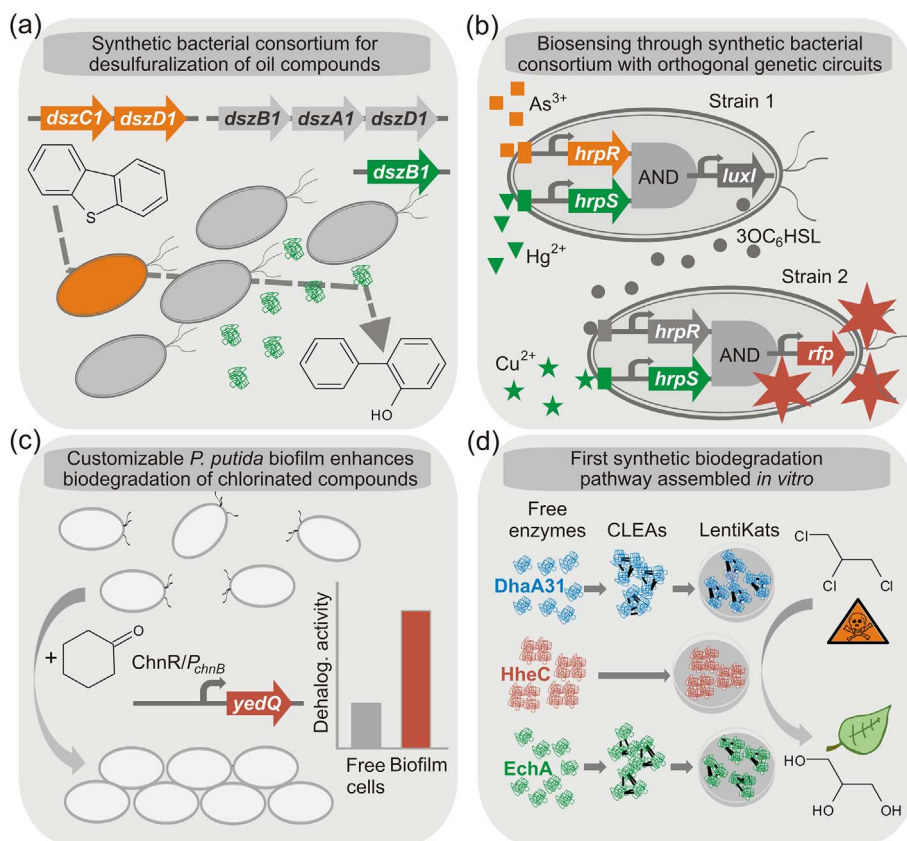 (a)
Synthetic bacterial consortium for
desulfuralization of oil compounds
dszC1 dszD1 dszB1 dszA1 dszD1
dszB1
S
HO
(b)
Biosensing through synthetic bacterial
consortium with orthogonal genetic circuits
As3+
Strain 1
hrpR
AND
luxI
hrpS
Hg2+
3OC6HSL
Strain 2
hrpR
AND
rfp
Cu2+
hrpS
(c)
Customizable P. putida biofilm enhances
biodegradation of chlorinated compounds
+
O
ChnR/PchnB
yedQ
Dehalog. activity
Free Biofilm
cells
(d)
First synthetic biodegradation
pathway assembled in vitro
Free
enzymes
CLEAs
LentiKats
DhaA31
HheC
EchA
Cl
Cl
Cl
HO
HO
OH